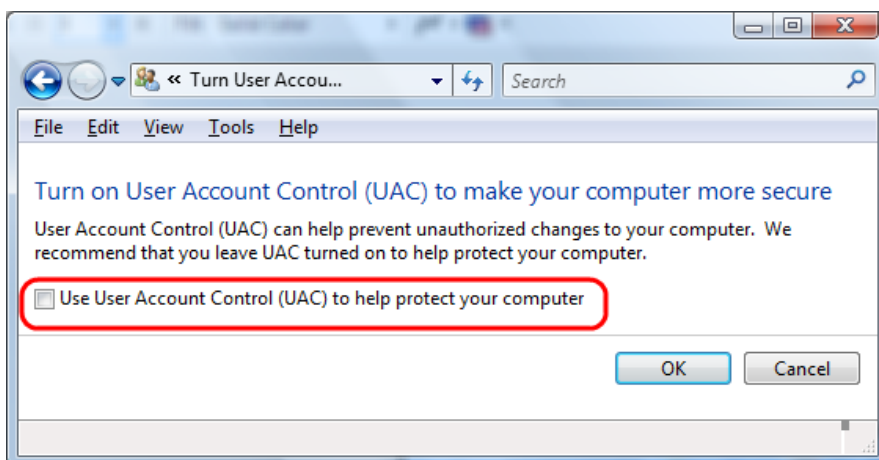 « Turn User Accou...
Search
File Edit View Tools Help
Turn on User Account Control (UAC) to make your computer more secure
User Account Control (UAC) can help prevent unauthorized changes to your computer. We
recommend that you leave UAC turned on to help protect your computer.
Use User Account Control (UAC) to help protect your computer
OK Cancel